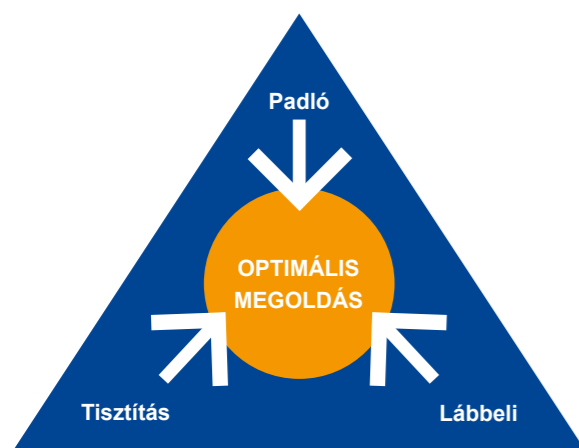 Padló
OPTIMÁLIS
MEGOLDÁS
Tisztítás
Lábbeli